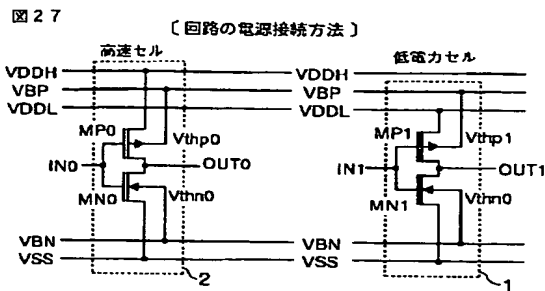 図27
〔回路の電源接続方法〕
高速セル
低電力セル
VDDH
VDDH
VBP
VBP
VDDL
VDDL
MP0
Vthp0
MP1
Vthp1
IN0
OUT0
IN1
OUT1
MN0
Vthn0
MN1
Vthn0
VBN
VBN
VSS
VSS
2
1